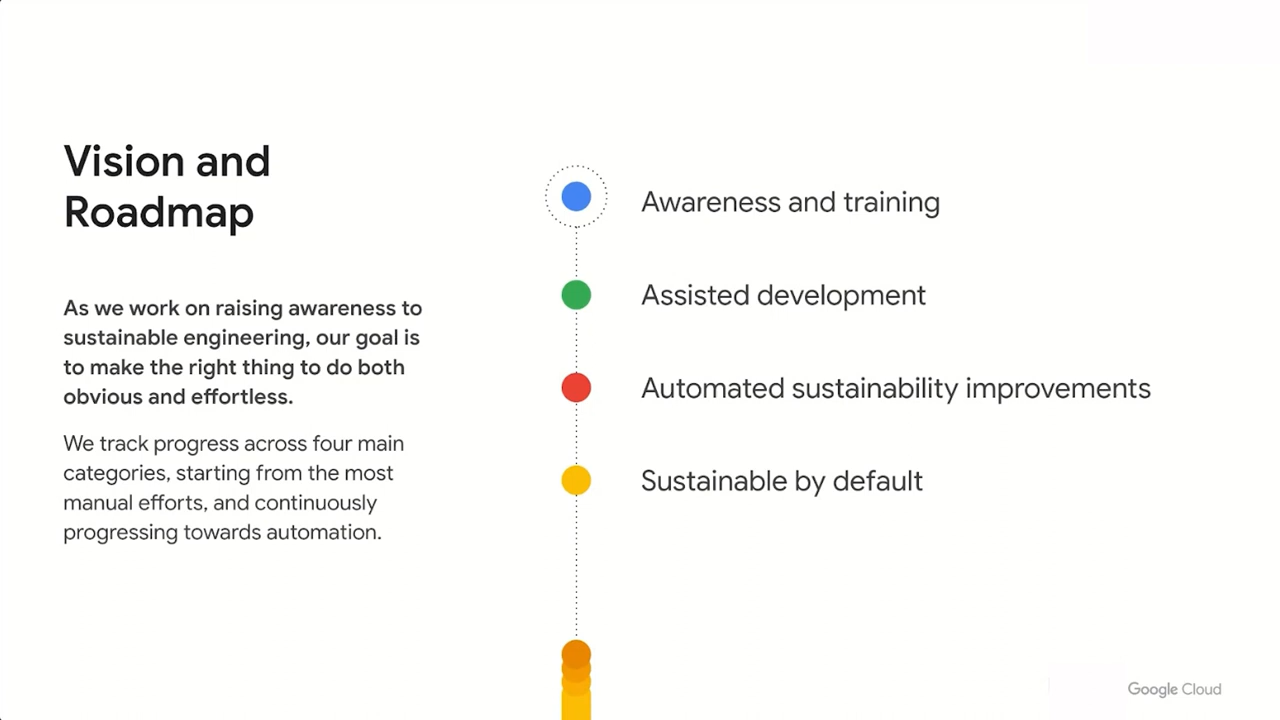 Vision and
Roadmap
As we work on raising awareness to
sustainable engineering, our goal is
to make the right thing to do both
obvious and effortless.
We track progress across four main
categories, starting from the most
manual efforts, and continuously
progressing towards automation.
Awareness and training
Assisted development
Automated sustainability improvements
Sustainable by default
Google Cloud